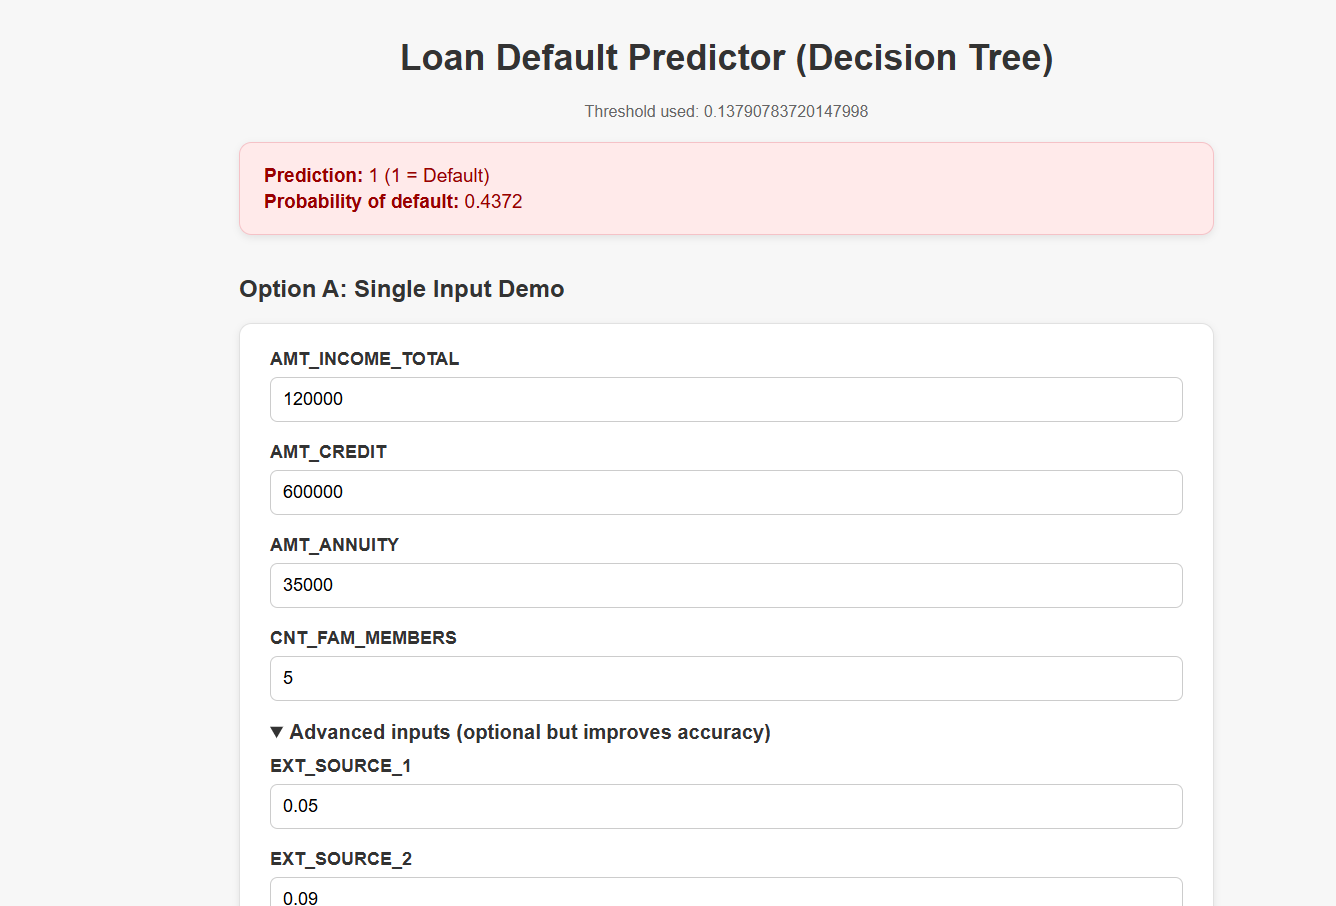 Loan Default Predictor (Decision Tree)
Threshold used: 0.13790783720147998
Prediction: 1 (1 = Default)
Probability of default: 0.4372
Option A: Single Input Demo
AMT_INCOME_TOTAL
120000
AMT_CREDIT
600000
AMT_ANNUITY
35000
CNT_FAM_MEMBERS
5
▼ Advanced inputs (optional but improves accuracy)
EXT_SOURCE_1
0.05
EXT_SOURCE_2
0.09